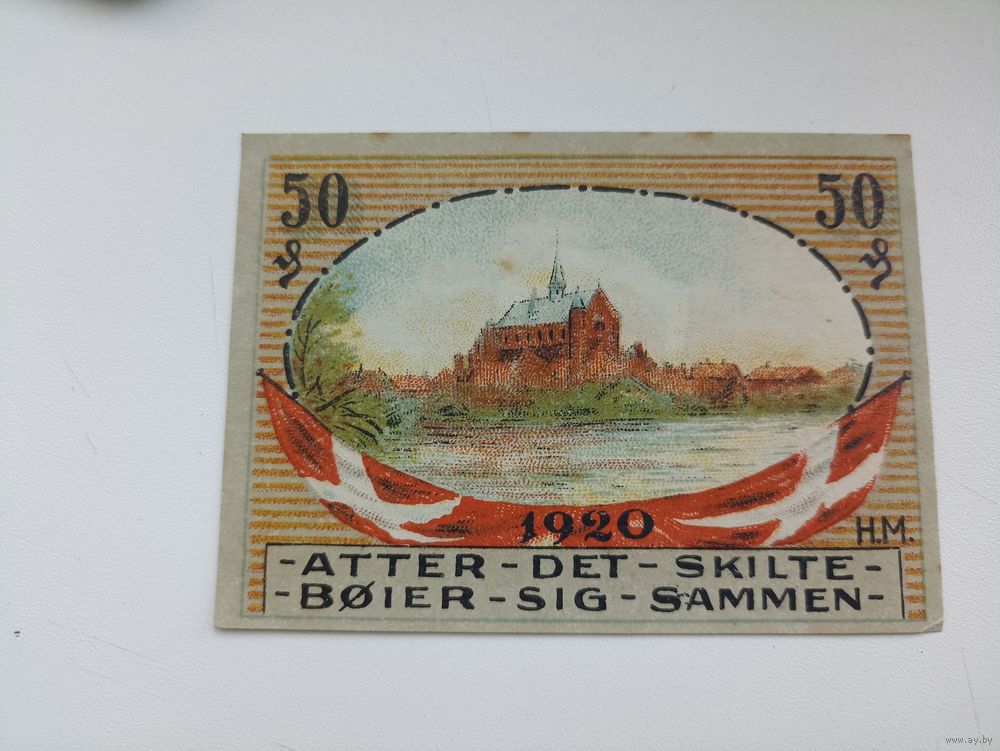 50 50
₰ ₰
1920
H.M.
-ATTER-DET-SKILTE-
-BØIER-SIG-SAMMEN-
www.ay.by